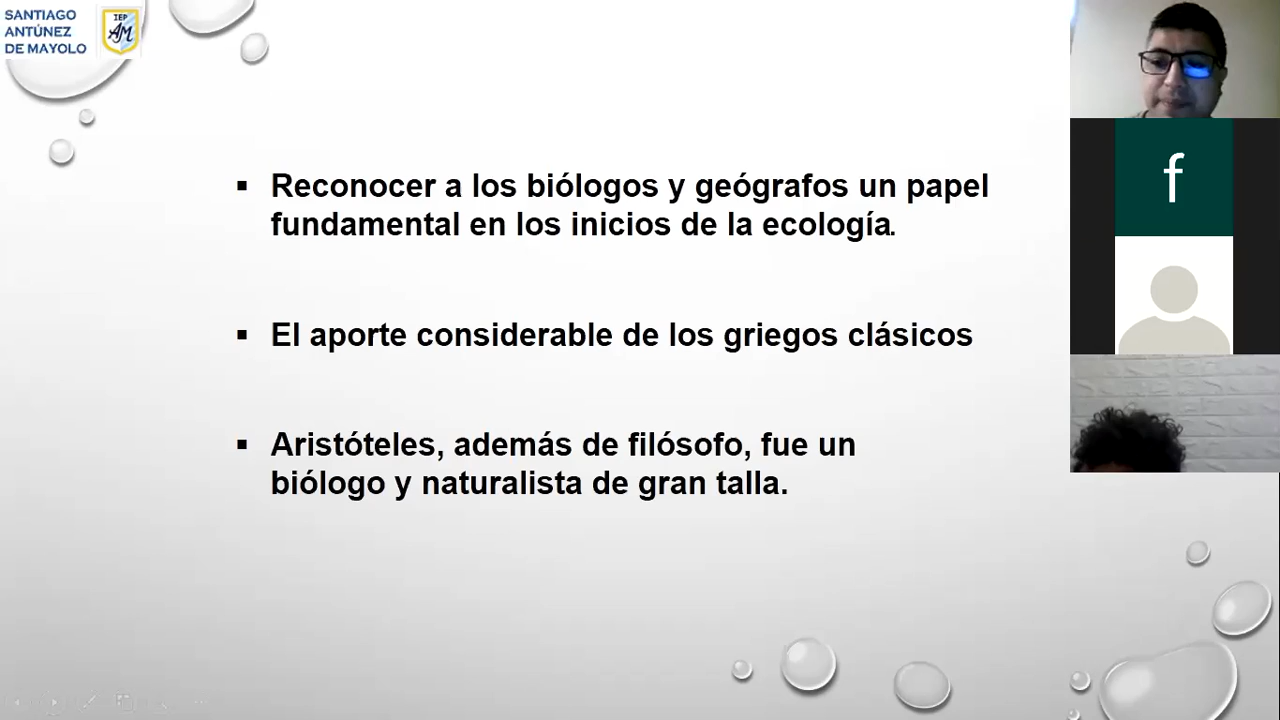 SANTIAGO
ANTÚNEZ
DE MAYOLO
IEP
AM
▪ Reconocer a los biólogos y geógrafos un papel
fundamental en los inicios de la ecología.
▪ El aporte considerable de los griegos clásicos
▪ Aristóteles, además de filósofo, fue un
biólogo y naturalista de gran talla.
f